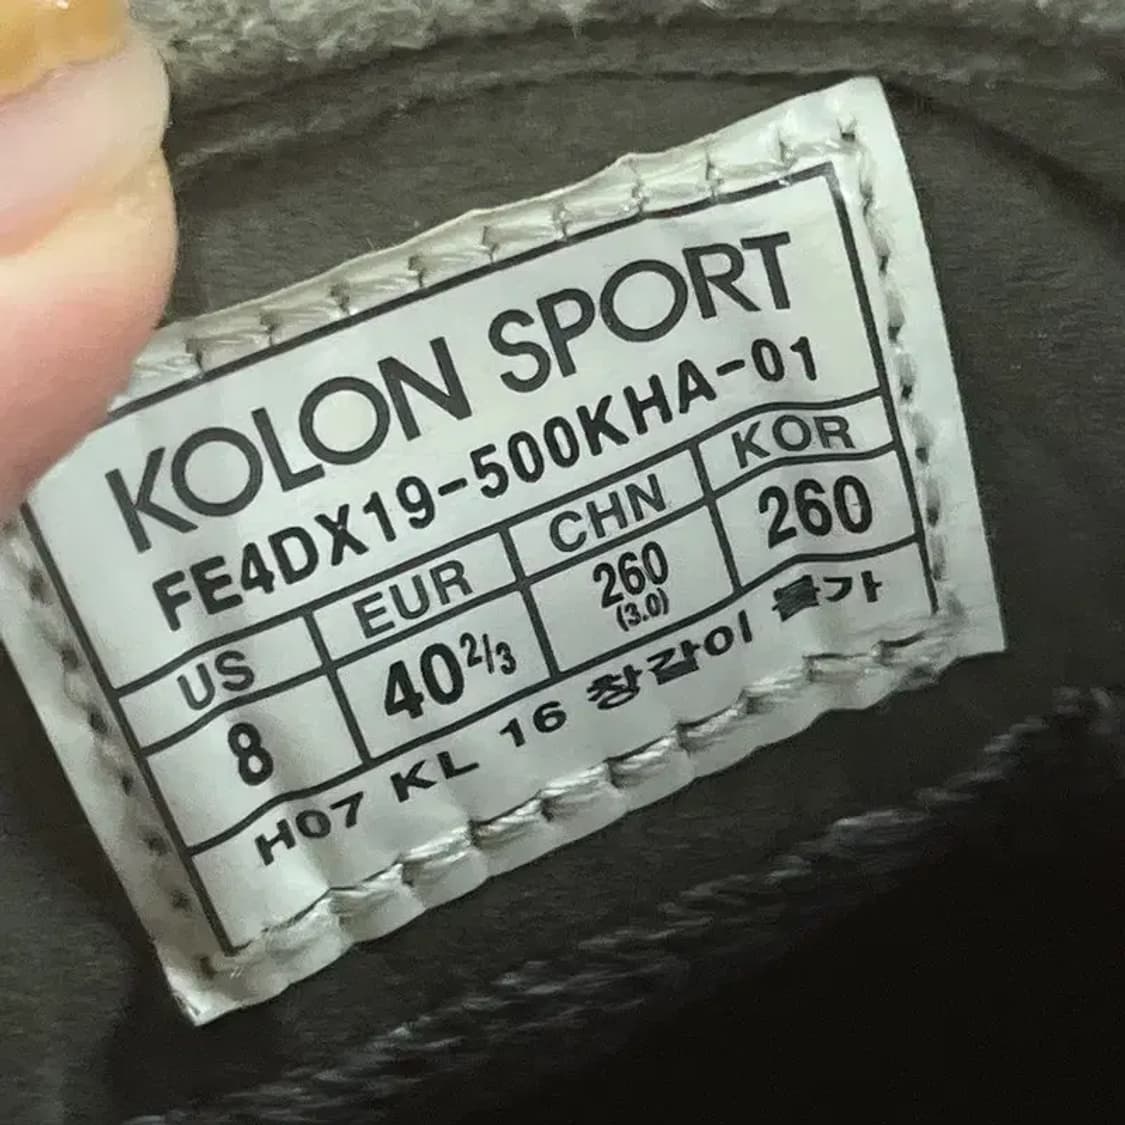 KOLON SPORT
FE4DX19-500KHA-01
US EUR CHN KOR
8 40 2/3 260 (3.0) 260
H07 KL 16 창갈이 불가